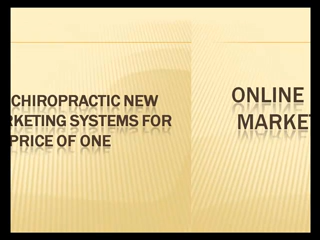 CHIROPRACTIC NEW
RKETING SYSTEMS FOR
PRICE OF ONE
ONLINE
MARKET